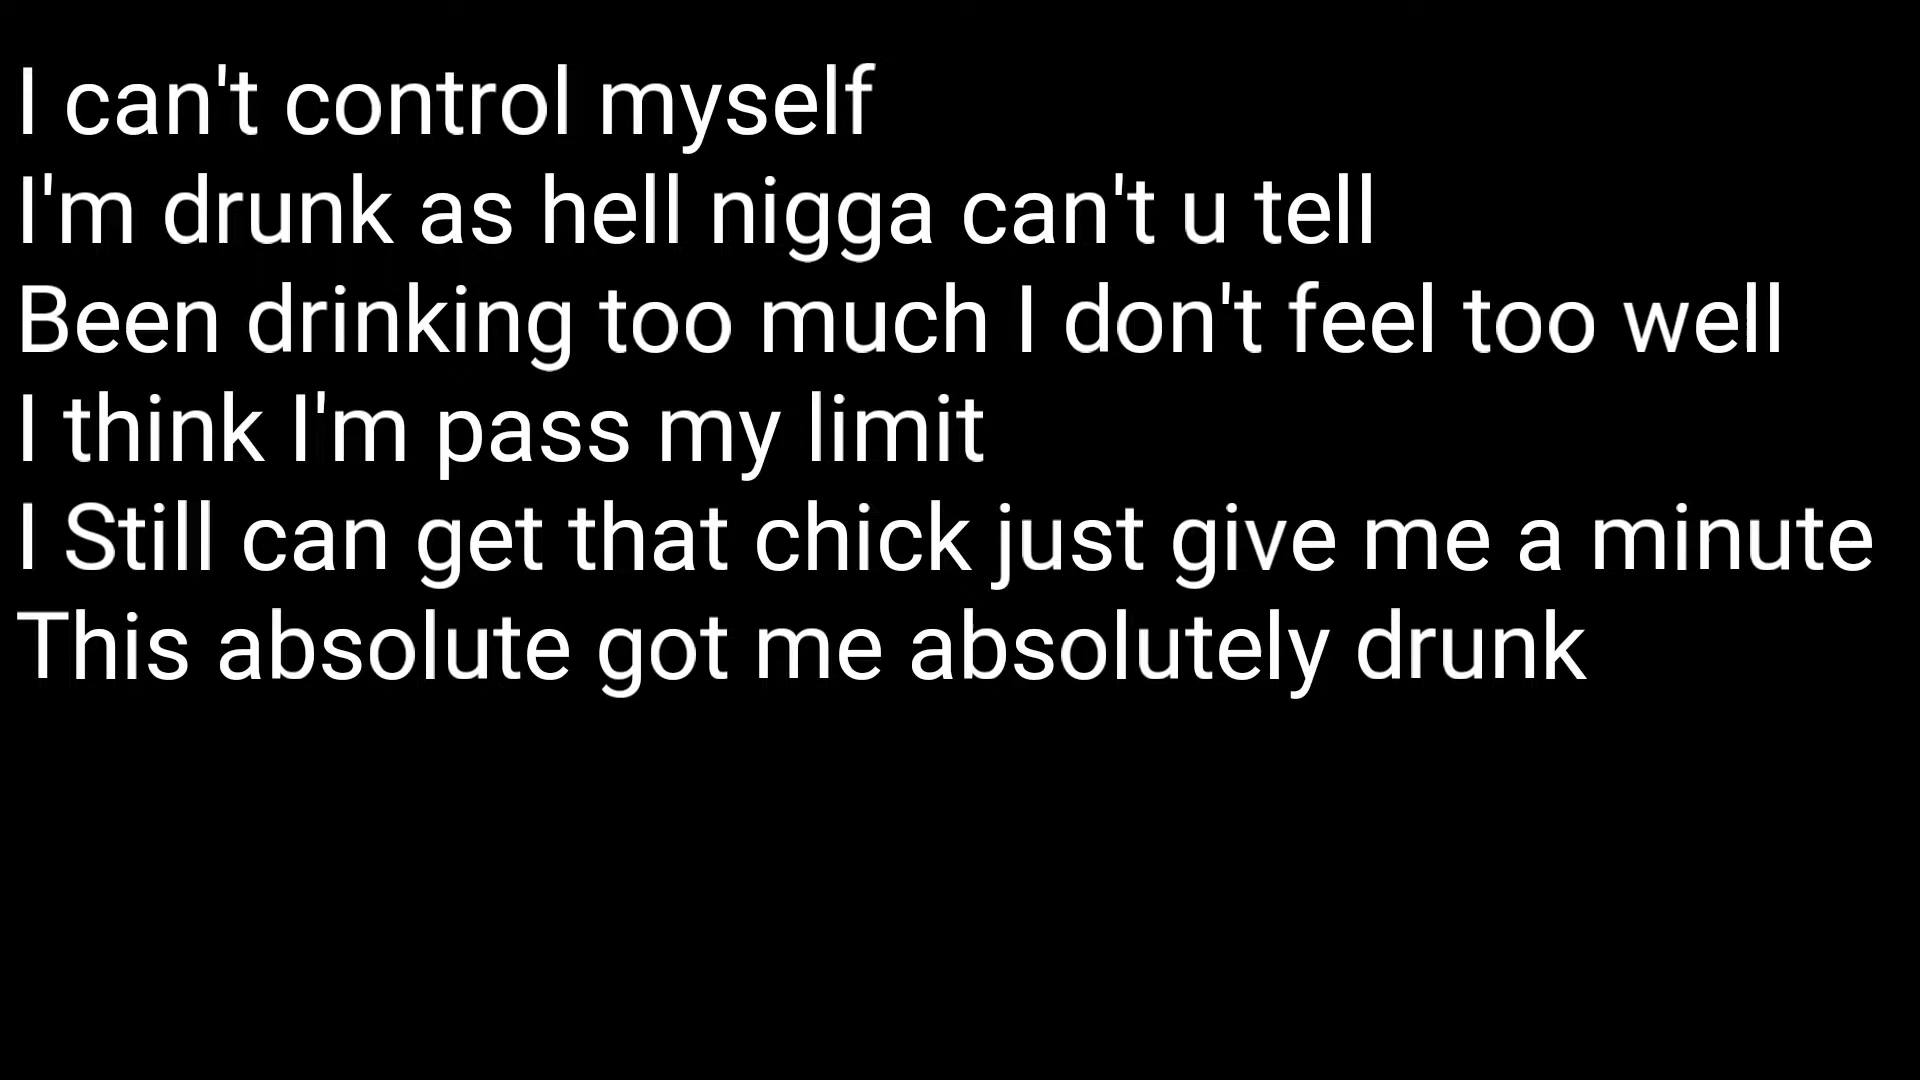 I can't control myself
I'm drunk as hell nigga can't u tell
Been drinking too much I don't feel too well
I think I'm pass my limit
I Still can get that chick just give me a minute
This absolute got me absolutely drunk